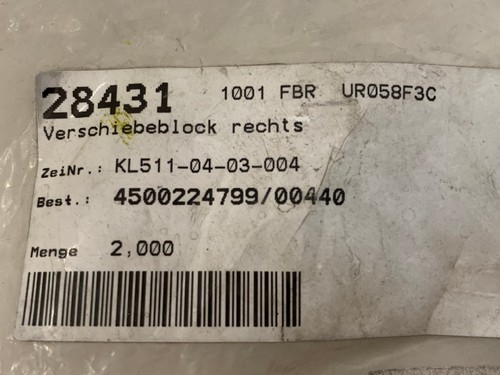 28431 1001 FBR UR058F3C
Verschiebeblock rechts
ZeiNr.: KL511-04-03-004
Best.: 4500224799/00440
Menge 2,000